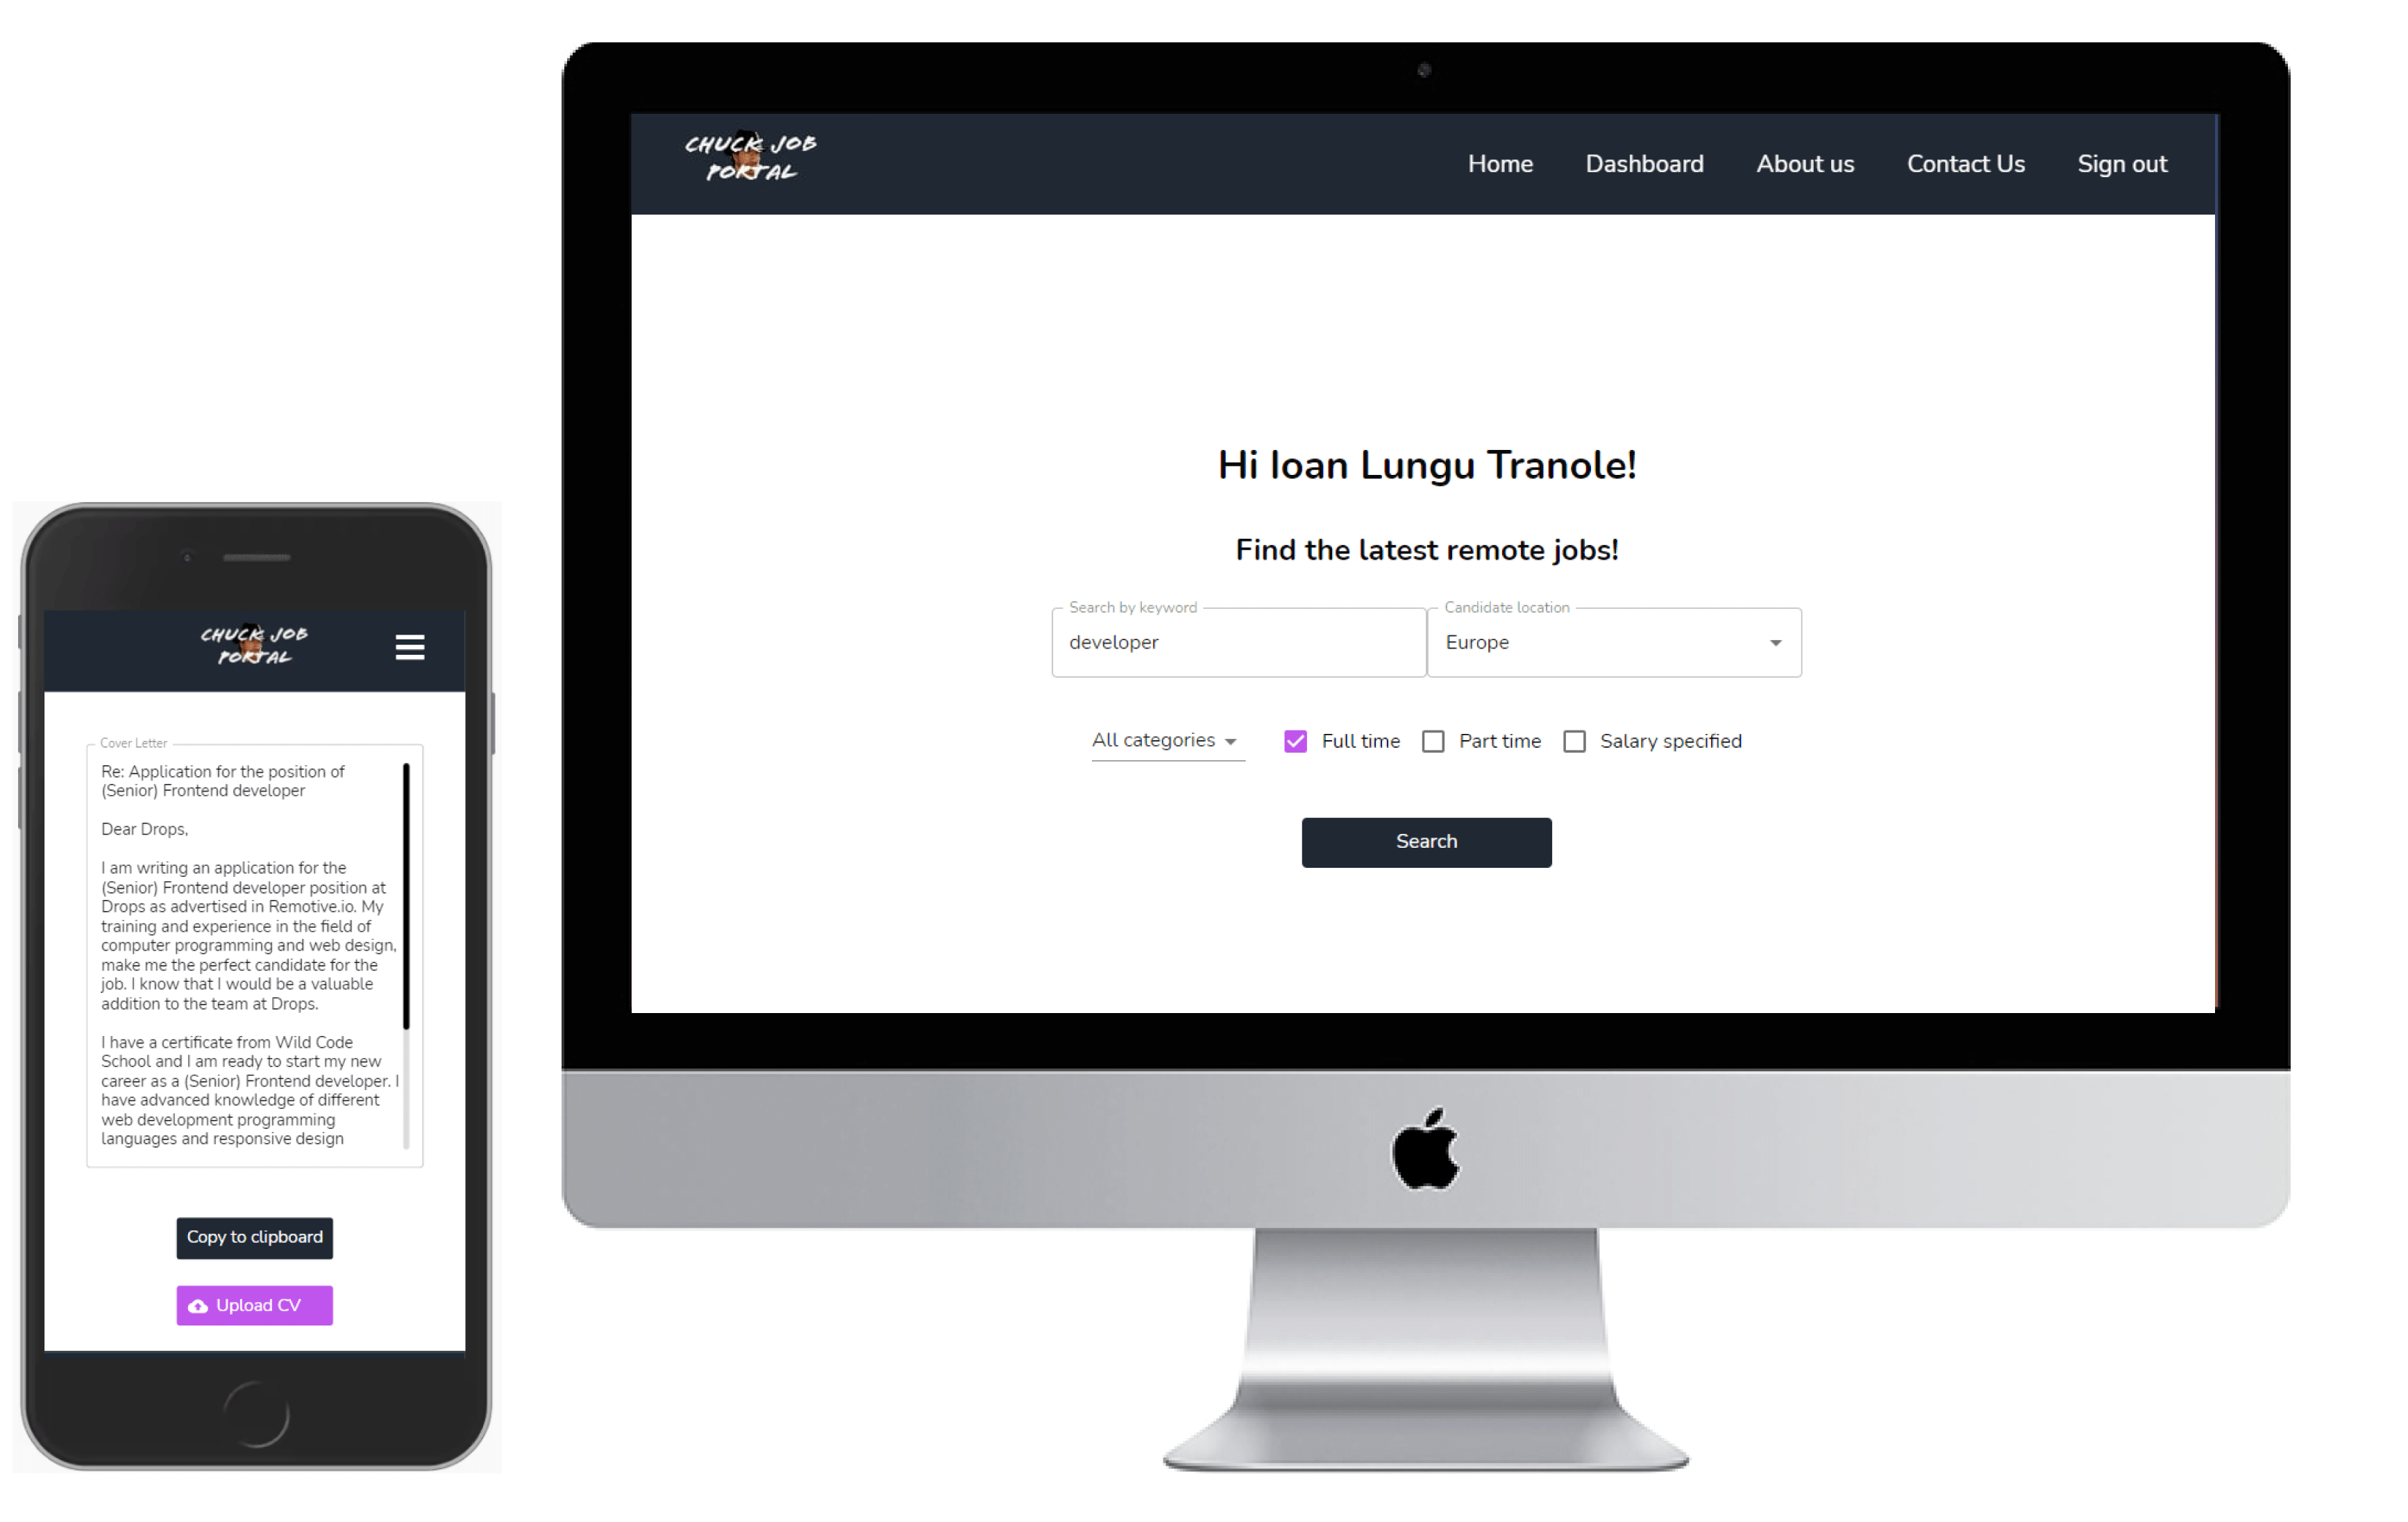 CHUCK JOB
PORTAL
Home Dashboard About us Contact Us Sign out
Hi Ioan Lungu Tranole!
Find the latest remote jobs!
Search by keyword
developer
Candidate location
Europe
All categories
Full time
Part time
Salary specified
Search
CHUCK JOB
PORTAL
Cover Letter
Re: Application for the position of
(Senior) Frontend developer
Dear Drops,
I am writing an application for the
(Senior) Frontend developer position at
Drops as advertised in Remotive.io. My
training and experience in the field of
computer programming and web design,
make me the perfect candidate for the
job. I know that I would be a valuable
addition to the team at Drops.
I have a certificate from Wild Code
School and I am ready to start my new
career as a (Senior) Frontend developer. I
have advanced knowledge of different
web development programming
languages and responsive design
Copy to clipboard
Upload CV